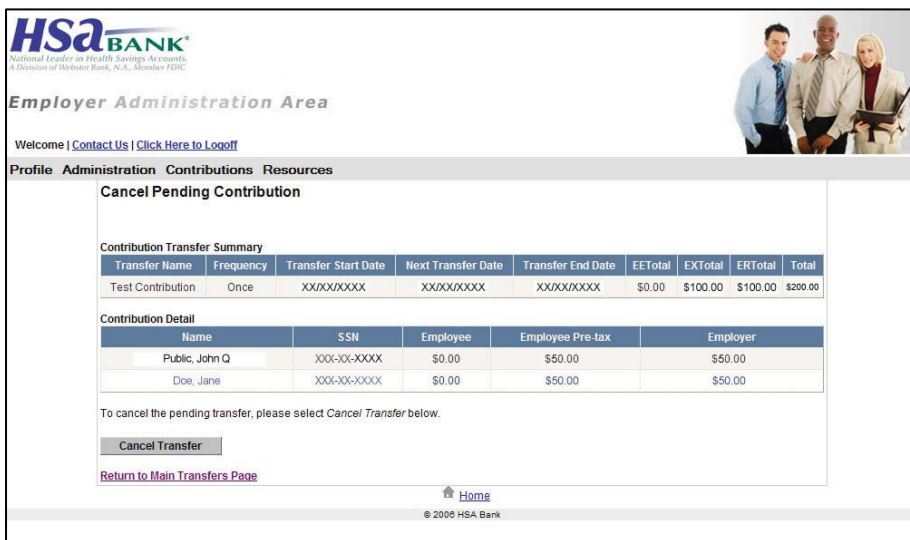 HSA BANK®
National Leader in Health Savings Accounts.
A Division of Webster Bank, N.A., Member FDIC
Employer Administration Area
Welcome | Contact Us | Click Here to Logoff
Profile Administration Contributions Resources
Cancel Pending Contribution
Contribution Transfer Summary
Transfer Name Frequency Transfer Start Date Next Transfer Date Transfer End Date EETotal EXTotal ERTotal Total
Test Contribution Once XX/XX/XXXX XX/XX/XXXX XX/XX/XXXX $0.00 $100.00 $100.00 $200.00
Contribution Detail
Name SSN Employee Employee Pre-tax Employer
Public, John Q XXX-XX-XXXX $0.00 $50.00 $50.00
Doe, Jane XXX-XX-XXXX $0.00 $50.00 $50.00
To cancel the pending transfer, please select Cancel Transfer below.
Cancel Transfer
Return to Main Transfers Page
Home
© 2006 HSA Bank